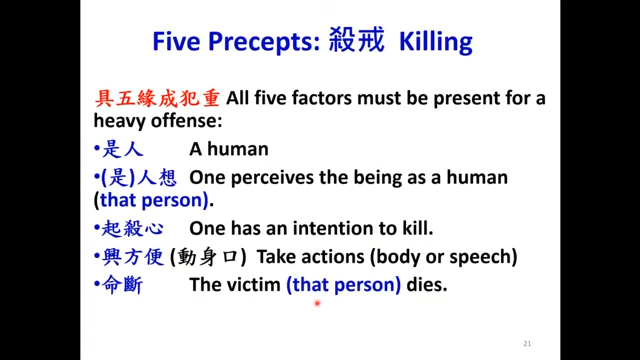 Five Precepts: 殺戒 Killing
具五緣成犯重 All five factors must be present for a
heavy offense:
•是人 A human
•(是)人想 One perceives the being as a human
(that person).
•起殺心 One has an intention to kill.
•興方便 (動身口) Take actions (body or speech)
•命斷 The victim (that person) dies.
21